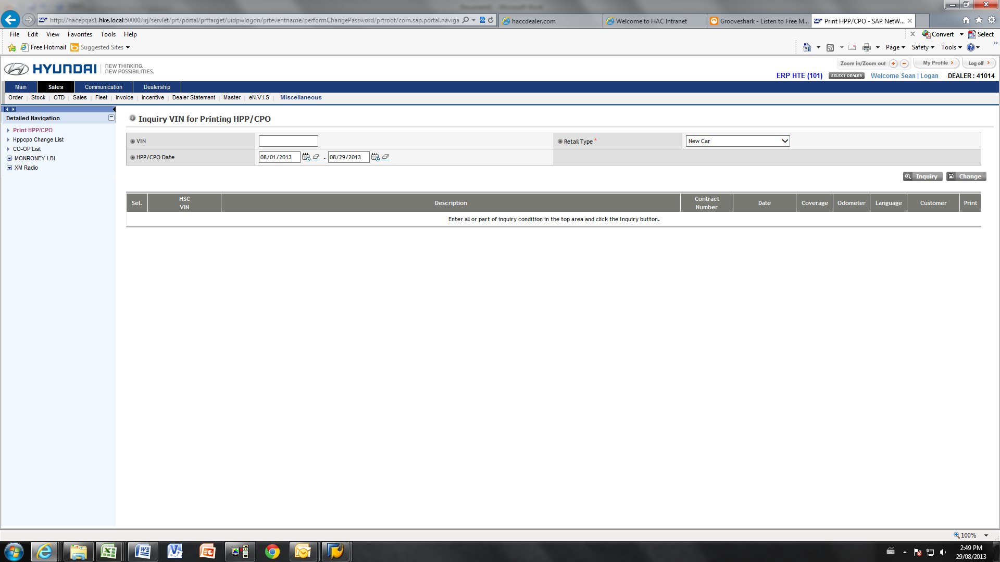 http://hacepqas1.hke.local:50000/irj/servlet/prt/portal/prttarget/uidpwlogon/prteventname/performChangePassword/prtroot/com.sap.portal.naviga
haccdealer.com
Welcome to HAC Intranet
Grooveshark - Listen to Free M...
Print HPP/CPO - SAP NetW...
File Edit View Favorites Tools Help
Convert Select
Free Hotmail Suggested Sites
Page Safety Tools
HYUNDAI
NEW THINKING.
NEW POSSIBILITIES.
Zoom in/Zoom out My Profile Log off
ERP HTE (101) SELECT DEALER Welcome Sean | Logan DEALER : 41014
Main Sales Communication Dealership
Order | Stock | OTD | Sales | Fleet | Invoice | Incentive | Dealer Statement | Master | eN.V.I.S | Miscellaneous
Detailed Navigation
Print HPP/CPO
Hppcpo Change List
CO-OP List
MONRONEY LBL
XM Radio
Inquiry VIN for Printing HPP/CPO
VIN
Retail Type * New Car
HPP/CPO Date 08/01/2013 ~ 08/29/2013
Inquiry Change
Sel. HSC VIN Description Contract Number Date Coverage Odometer Language Customer Print
Enter all or part of inquiry condition in the top area and click the Inquiry button.
100%
2:49 PM
29/08/2013